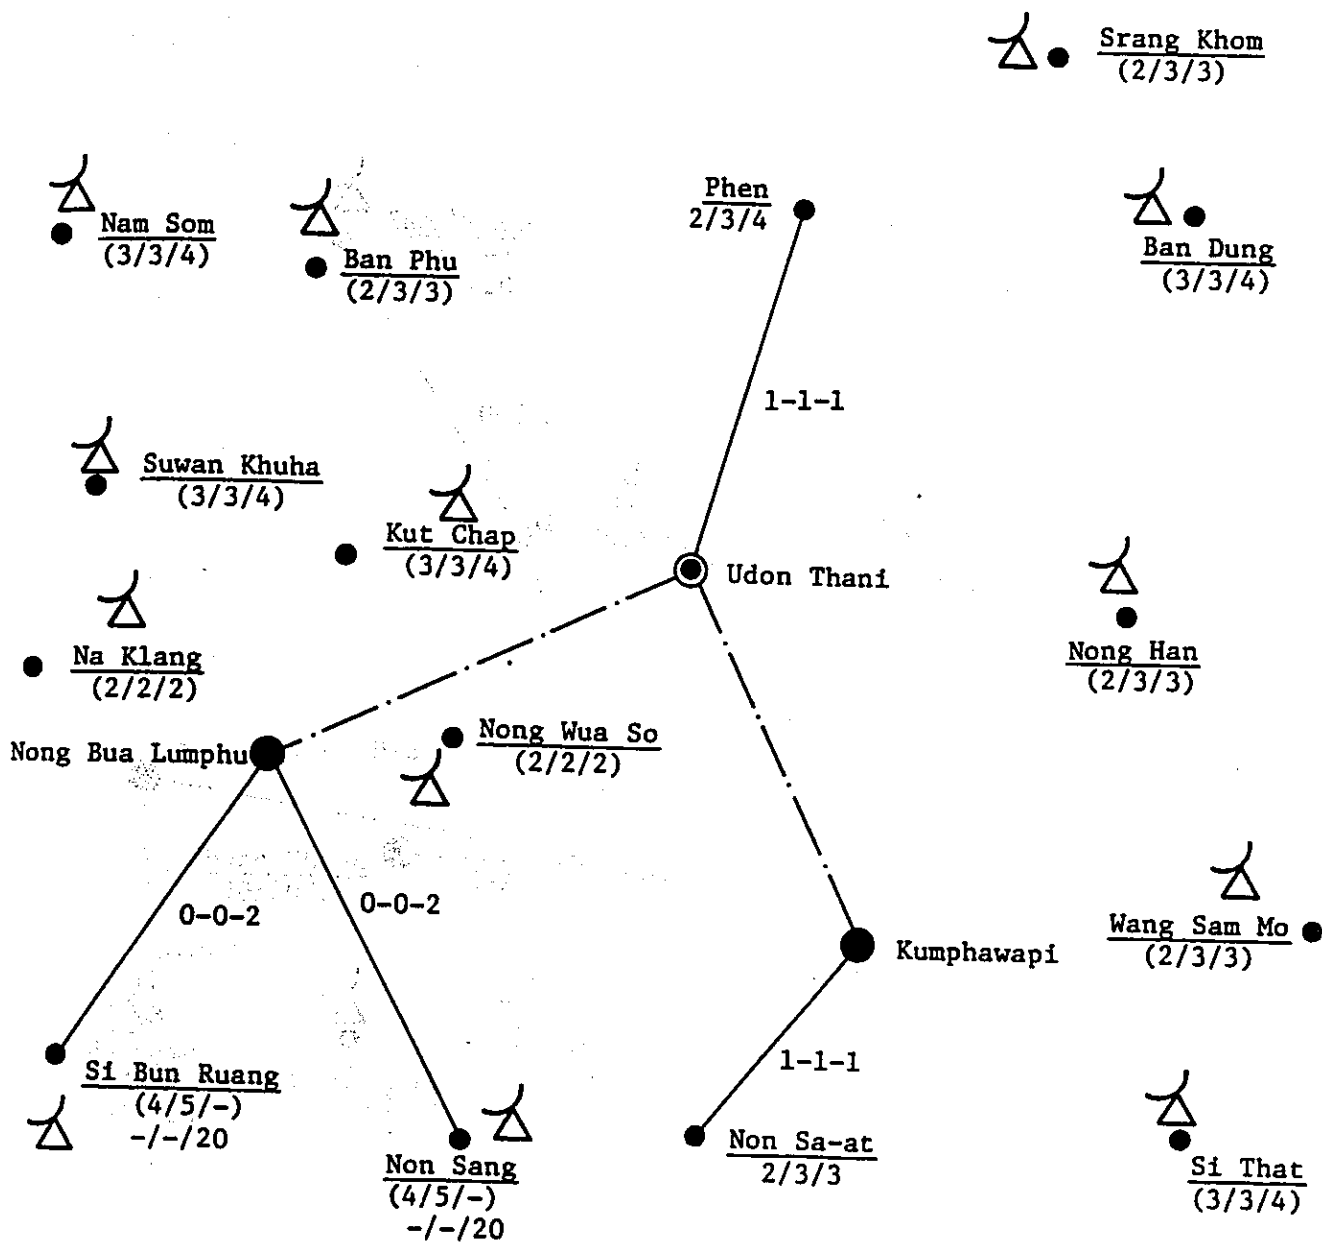 Srang Khom
(2/3/3)
Phen
2/3/4
Nam Som
(3/3/4)
Ban Phu
(2/3/3)
Ban Dung
(3/3/4)
1-1-1
Suwan Khuha
(3/3/4)
Kut Chap
(3/3/4)
Udon Thani
Na Klang
(2/2/2)
Nong Han
(2/3/3)
Nong Bua Lumphu
Nong Wua So
(2/2/2)
0-0-2
0-0-2
Wang Sam Mo
(2/3/3)
Kumphawapi
1-1-1
Si Bun Ruang
(4/5/-)
-/-/20
Non Sang
(4/5/-)
-/-/20
Non Sa-at
2/3/3
Si That
(3/3/4)